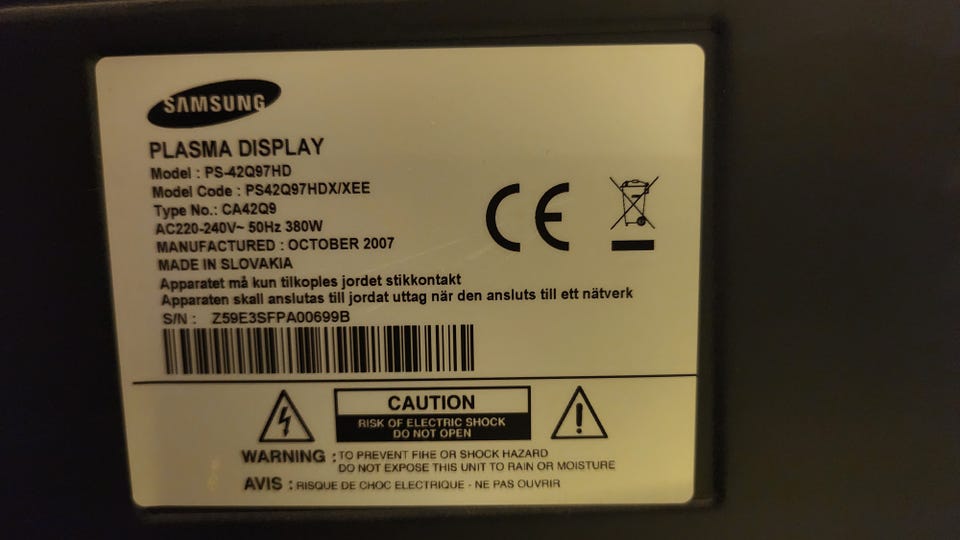 SAMSUNG
PLASMA DISPLAY
Model : PS-42Q97HD
Model Code : PS42Q97HDX/XEE
Type No.: CA42Q9
AC220-240V~ 50Hz 380W
MANUFACTURED : OCTOBER 2007
MADE IN SLOVAKIA
Apparatet må kun tilkoples jordet stikkontakt
Apparaten skall anslutas till jordat uttag när den ansluts till ett nätverk
S/N : Z59E3SFPA00699B
CE
CAUTION
RISK OF ELECTRIC SHOCK
DO NOT OPEN
WARNING : TO PREVENT FIRE OR SHOCK HAZARD
DO NOT EXPOSE THIS UNIT TO RAIN OR MOISTURE
AVIS : RISQUE DE CHOC ELECTRIQUE - NE PAS OUVRIR